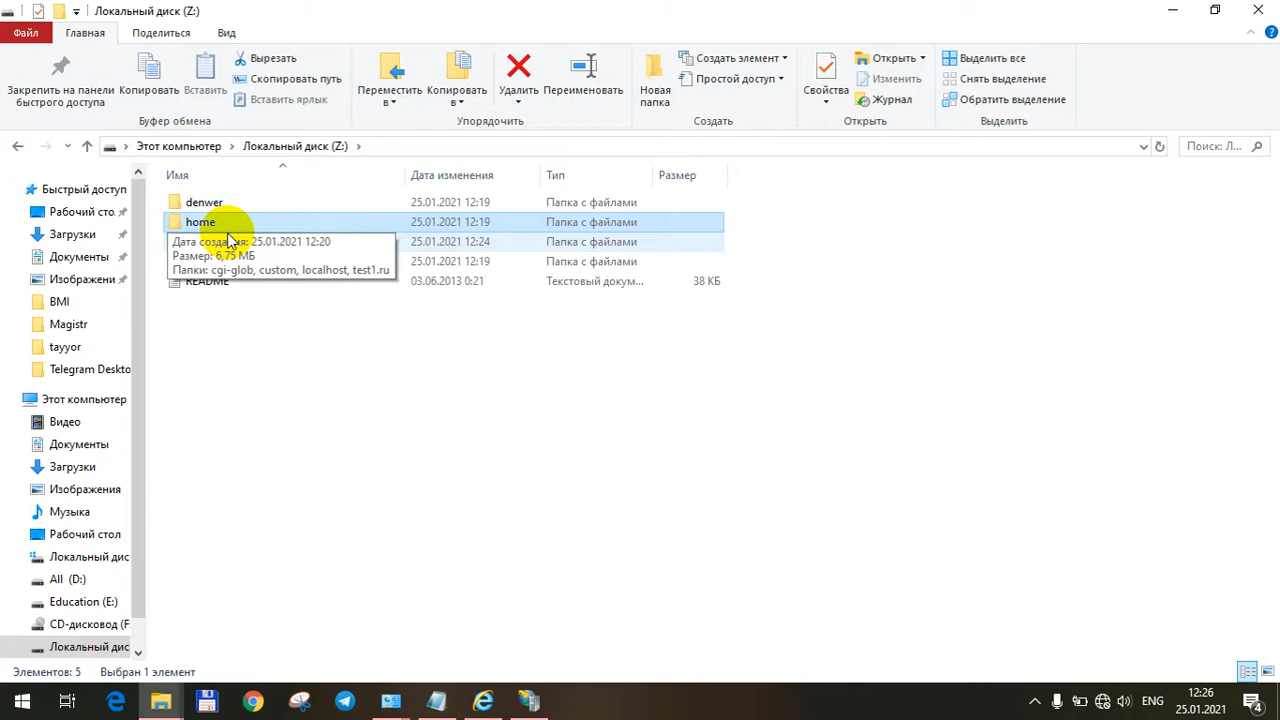 Локальный диск (Z:)
Файл Главная Поделиться Вид
Закрепить на панели быстрого доступа
Копировать
Вставить
Вырезать
Скопировать путь
Вставить ярлык
Буфер обмена
Переместить в
Копировать в
Удалить
Переименовать
Упорядочить
Новая папка
Создать элемент
Простой доступ
Создать
Свойства
Открыть
Изменить
Журнал
Открыть
Выделить все
Снять выделение
Обратить выделение
Выделить
Этот компьютер Локальный диск (Z:)
Поиск: Л...
Имя Дата изменения Тип Размер
denwer 25.01.2021 12:19 Папка с файлами
home 25.01.2021 12:19 Папка с файлами
25.01.2021 12:24 Папка с файлами
25.01.2021 12:19 Папка с файлами
README 03.06.2013 0:21 Текстовый докум... 38 КБ
Дата создания: 25.01.2021 12:20
Размер: 6,75 МБ
Папки: cgi-glob, custom, localhost, test1.ru
Быстрый доступ
Рабочий сто.
Загрузки
Документы
Изображени
BMI
Magistr
tayyor
Telegram Deskto
Этот компьютер
Видео
Документы
Загрузки
Изображения
Музыка
Рабочий стол
Локальный дис
All (D:)
Education (E:)
CD-дисковод (F
Локальный дис
Элементов: 5 Выбран 1 элемент
ENG
12:26
25.01.2021
4